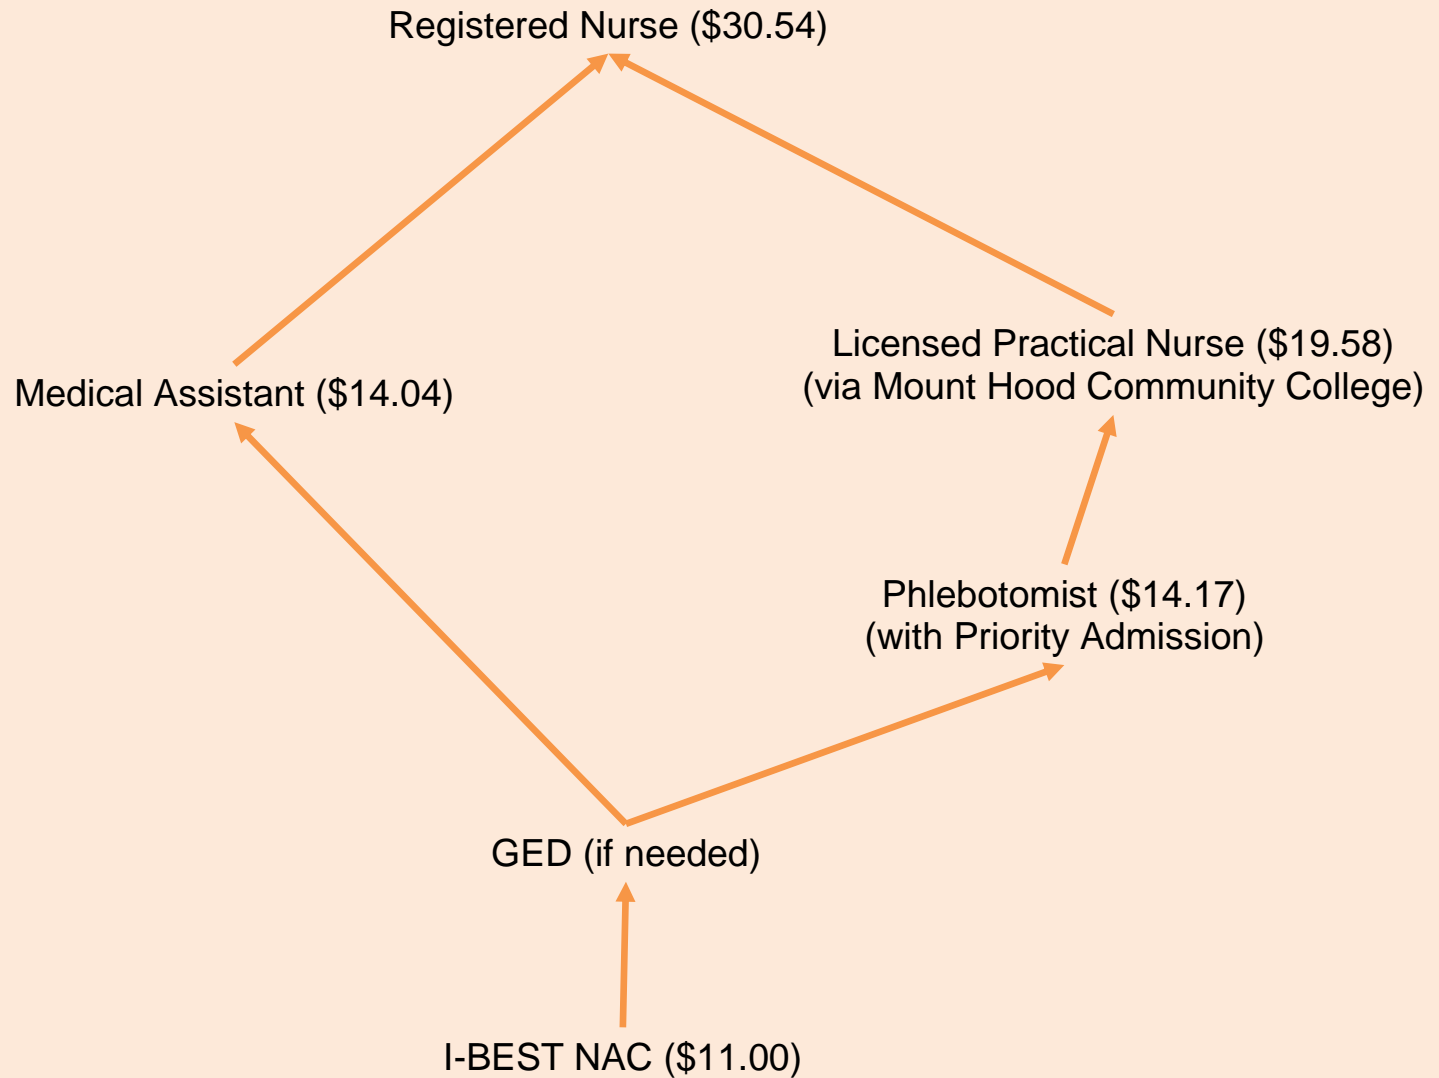 Registered Nurse ($30.54)
Licensed Practical Nurse ($19.58)
(via Mount Hood Community College)
Medical Assistant ($14.04)
Phlebotomist ($14.17)
(with Priority Admission)
GED (if needed)
I-BEST NAC ($11.00)